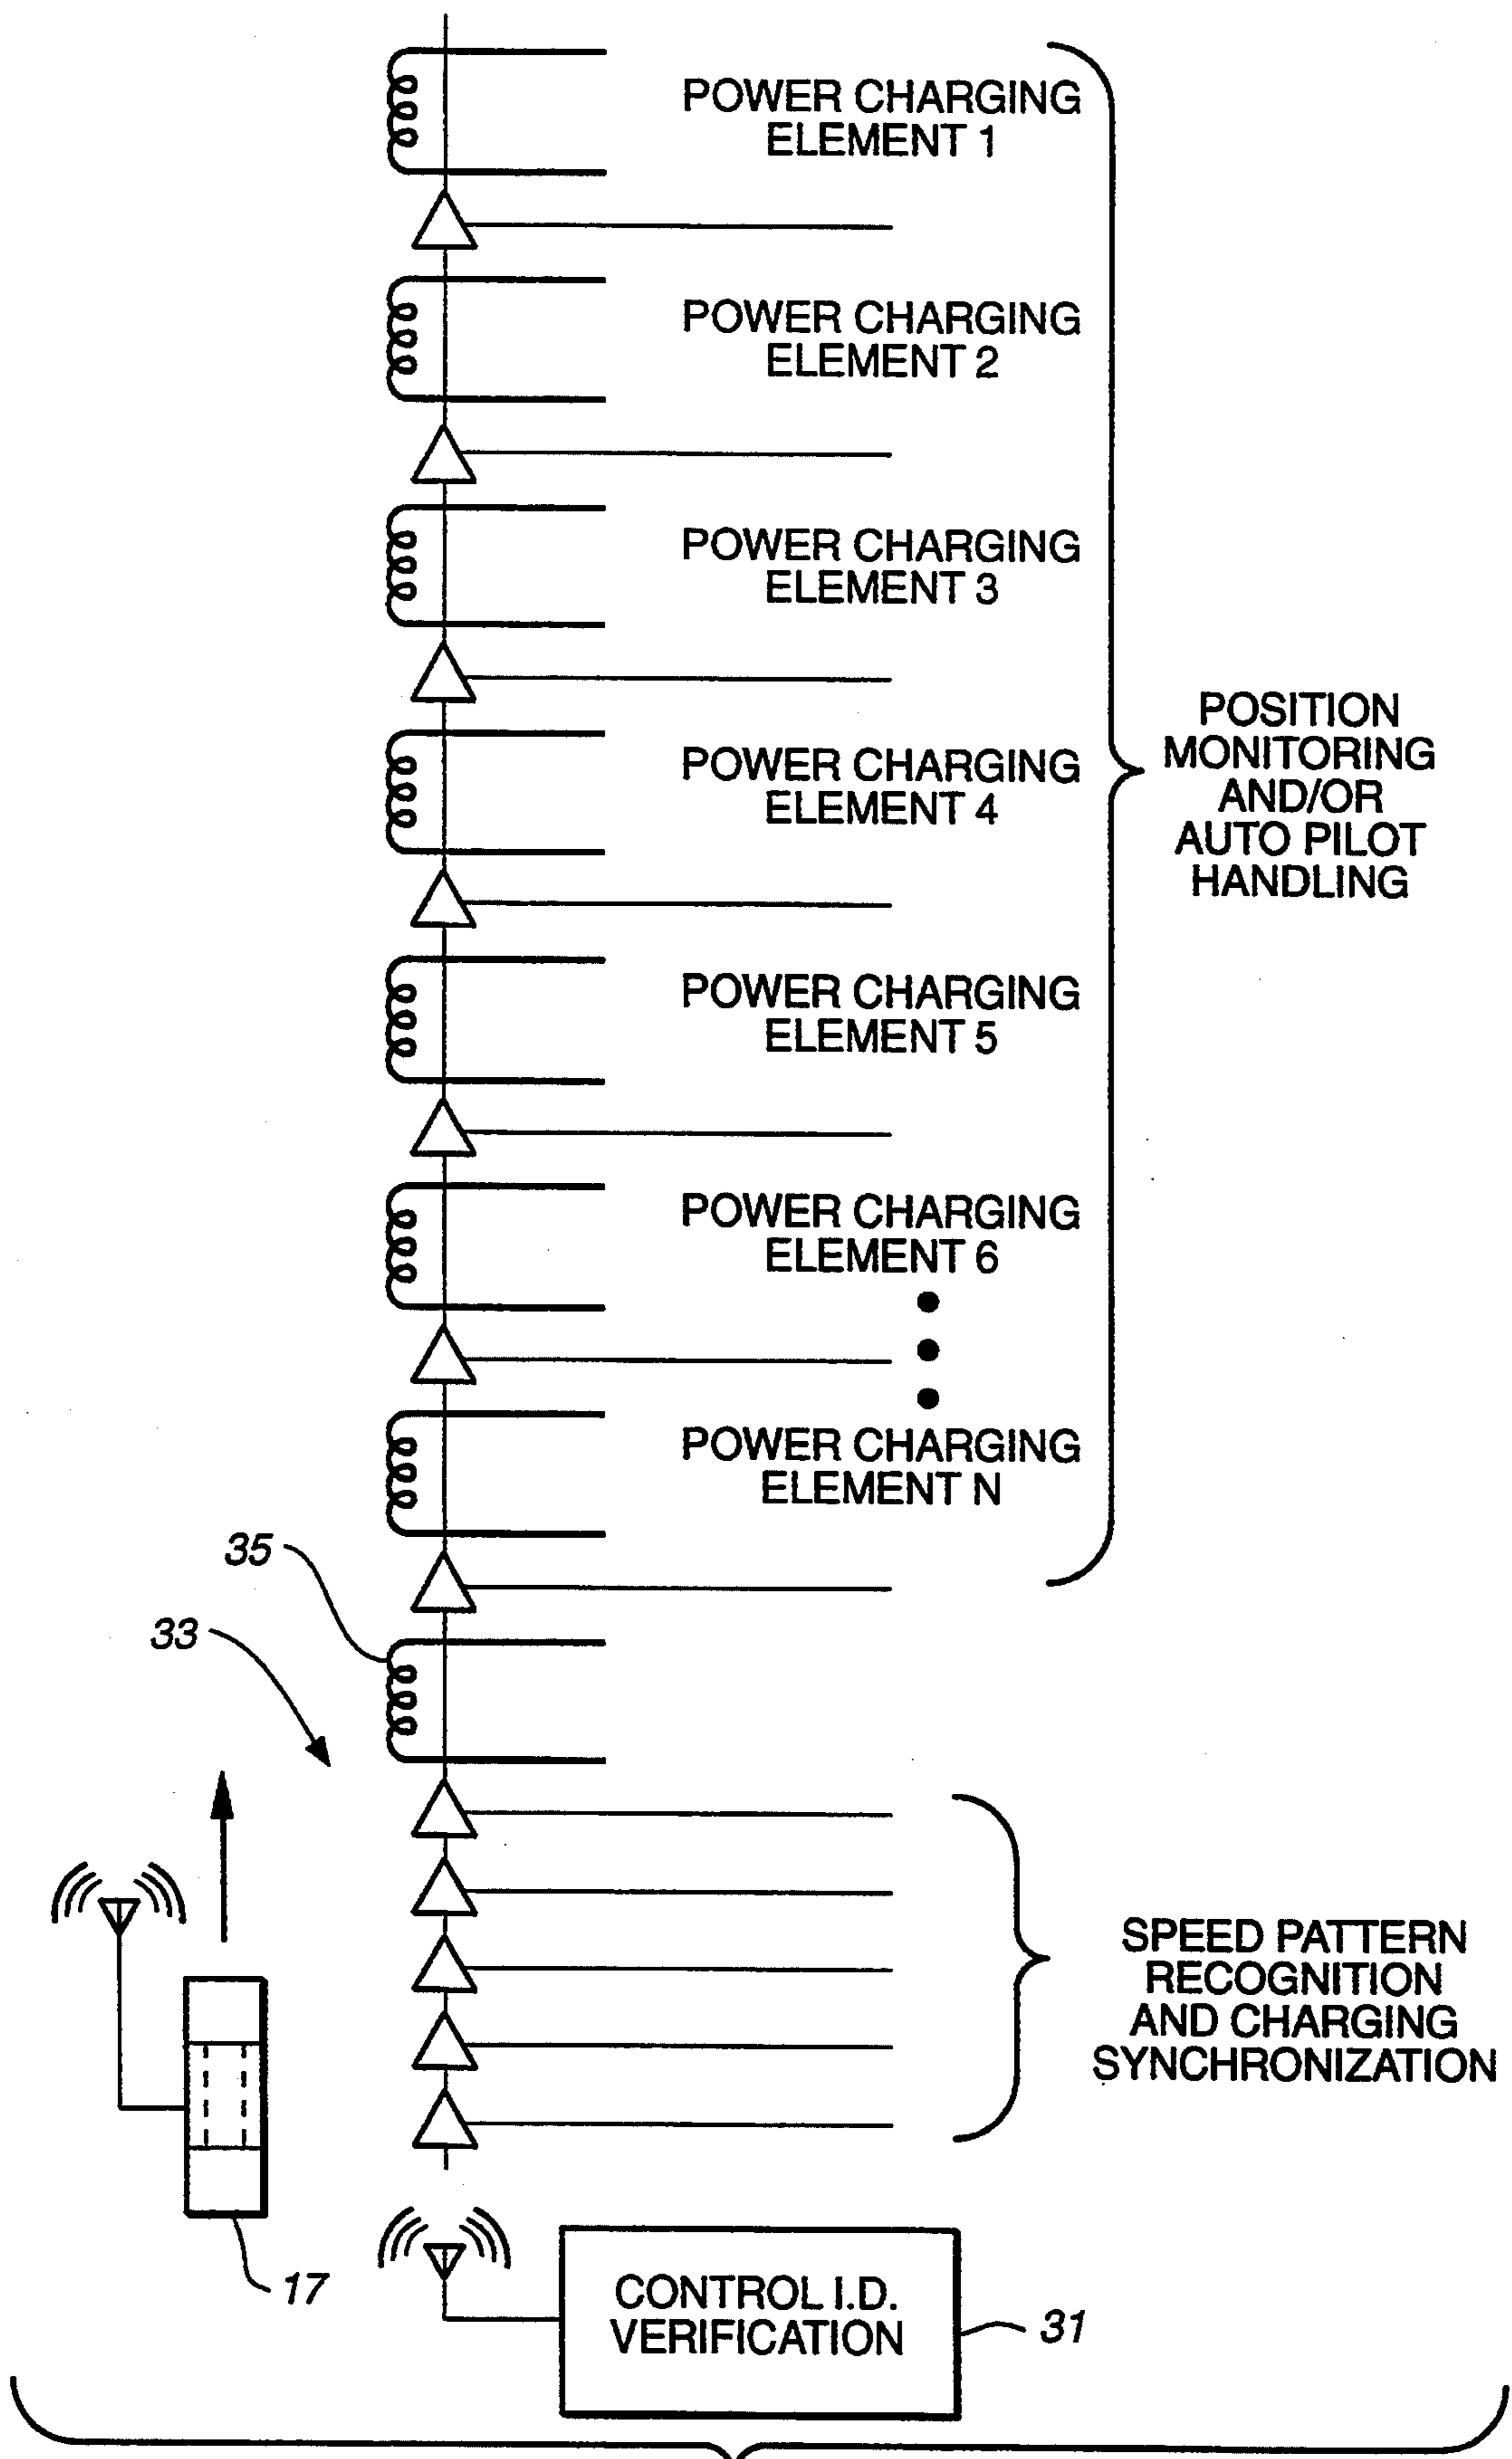 POWER CHARGING
ELEMENT 1
POWER CHARGING
ELEMENT 2
POWER CHARGING
ELEMENT 3
POWER CHARGING
ELEMENT 4
POSITION
MONITORING
AND/OR
AUTO PILOT
HANDLING
POWER CHARGING
ELEMENT 5
POWER CHARGING
ELEMENT 6
POWER CHARGING
ELEMENT N
35
33
SPEED PATTERN
RECOGNITION
AND CHARGING
SYNCHRONIZATION
17
CONTROL I.D.
VERIFICATION
31